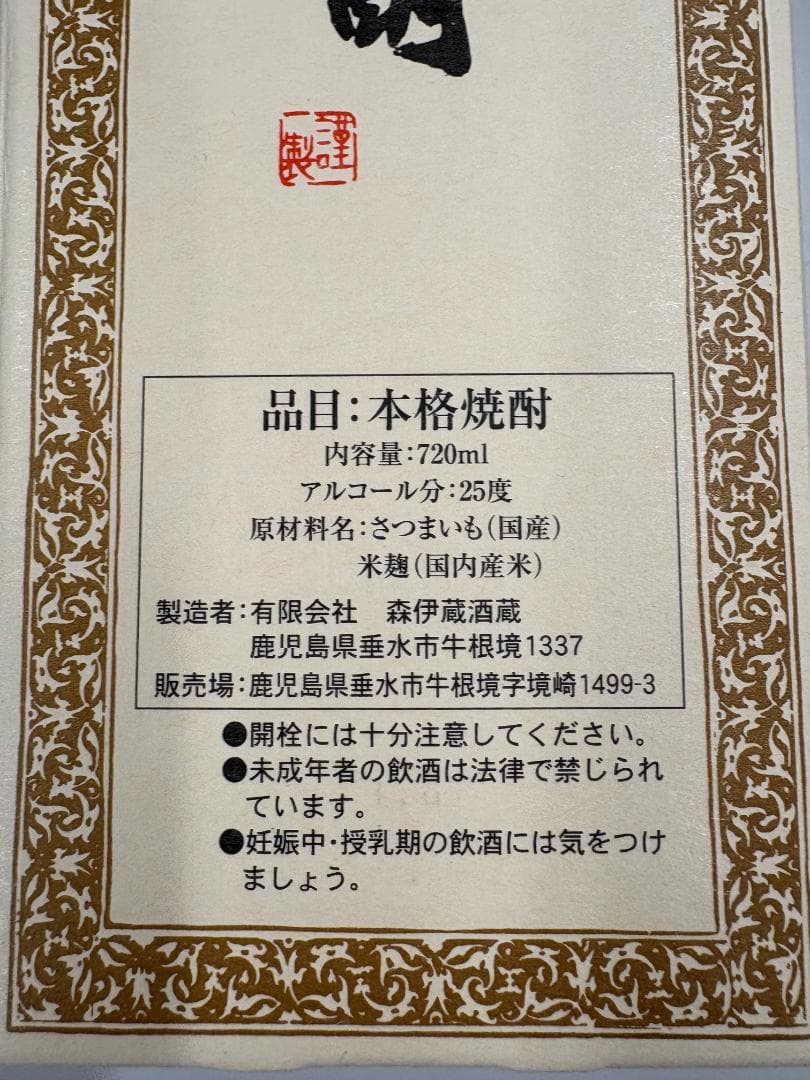 謹製
品目：本格焼酎
内容量：720ml
アルコール分：25度
原材料名：さつまいも（国産）
米麹（国内産米）
製造者：有限会社　森伊蔵酒蔵
鹿児島県垂水市牛根境1337
販売場：鹿児島県垂水市牛根境字境崎1499-3
●開栓には十分注意してください。
●未成年者の飲酒は法律で禁じられ
ています。
●妊娠中・授乳期の飲酒には気をつけ
ましょう。